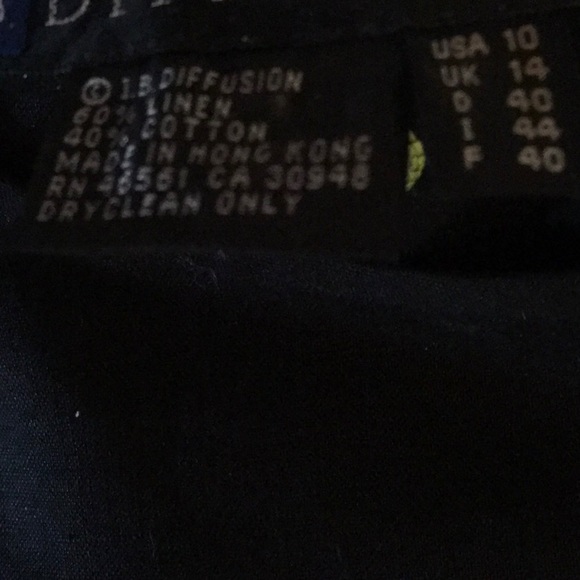 © I.B.DIFFUSION
60% LINEN
40% COTTON
MADE IN HONG KONG
RN 46561 CA 30948
DRYCLEAN ONLY
USA 10
UK 14
D 40
I 44
F 40